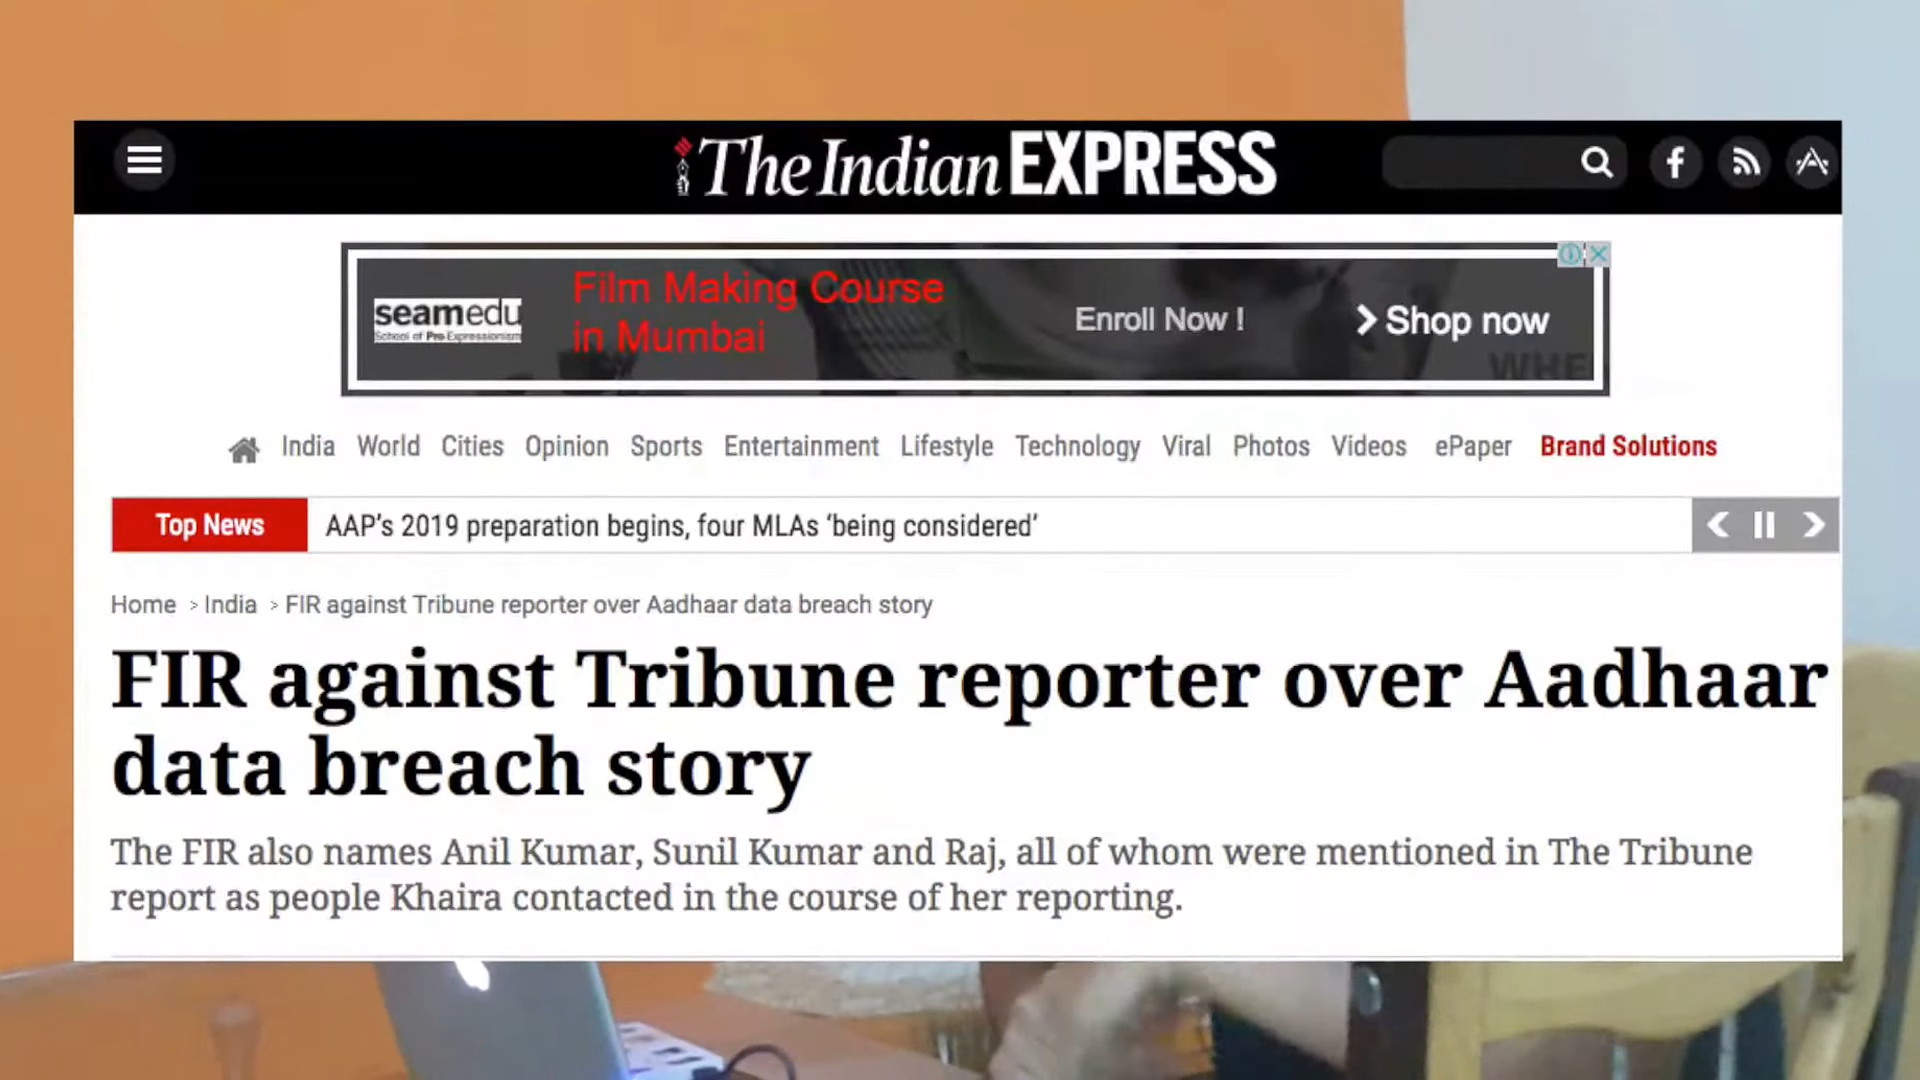 The Indian EXPRESS
seamedu
School of Pro-Expressionism
Film Making Course
in Mumbai
Enroll Now !
Shop now
WHE
India World Cities Opinion Sports Entertainment Lifestyle Technology Viral Photos Videos ePaper Brand Solutions
Top News AAP’s 2019 preparation begins, four MLAs ‘being considered’
Home > India > FIR against Tribune reporter over Aadhaar data breach story
FIR against Tribune reporter over Aadhaar
data breach story
The FIR also names Anil Kumar, Sunil Kumar and Raj, all of whom were mentioned in The Tribune
report as people Khaira contacted in the course of her reporting.